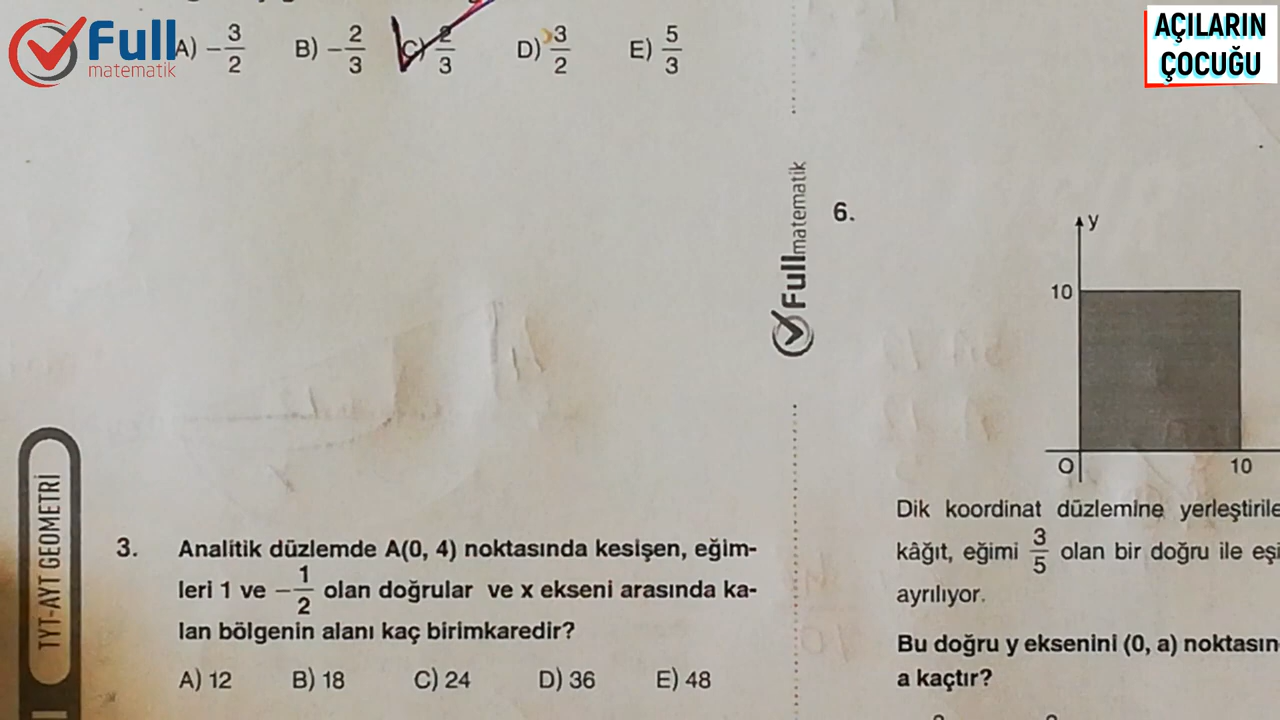 Full
matematik
AÇILARIN
ÇOCUĞU
A) -3/2 B) -2/3 C) 2/3 D) 3/2 E) 5/3
TYT-AYT GEOMETRİ
3. Analitik düzlemde A(0, 4) noktasında kesişen, eğim-
leri 1 ve -1/2 olan doğrular ve x ekseni arasında ka-
lan bölgenin alanı kaç birimkaredir?
A) 12 B) 18 C) 24 D) 36 E) 48
Fullmatematik
6.
y
10
O 10
Dik koordinat düzlemine yerleştirile
kâğıt, eğimi 3/5 olan bir doğru ile eşi
ayrılıyor.
Bu doğru y eksenini (0, a) noktasın
a kaçtır?